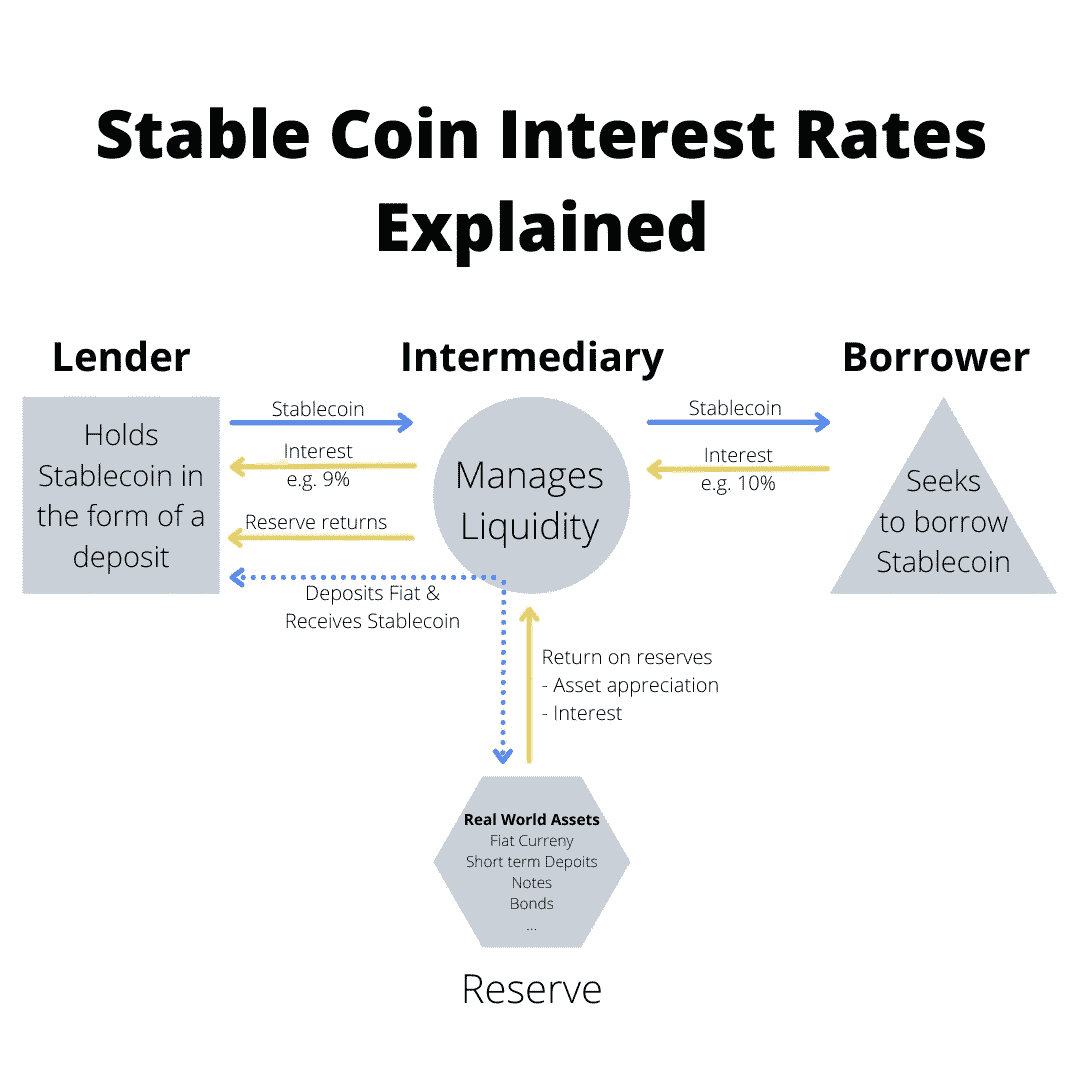 Stable Coin Interest Rates
Explained
Lender
Intermediary
Borrower
Holds
Stablecoin in
the form of a
deposit
Stablecoin
Interest
e.g. 9%
Reserve returns
Deposits Fiat &
Receives Stablecoin
Manages
Liquidity
Stablecoin
Interest
e.g. 10%
Seeks
to borrow
Stablecoin
Return on reserves
- Asset appreciation
- Interest
Real World Assets
Fiat Curreny
Short term Depoits
Notes
Bonds
...
Reserve